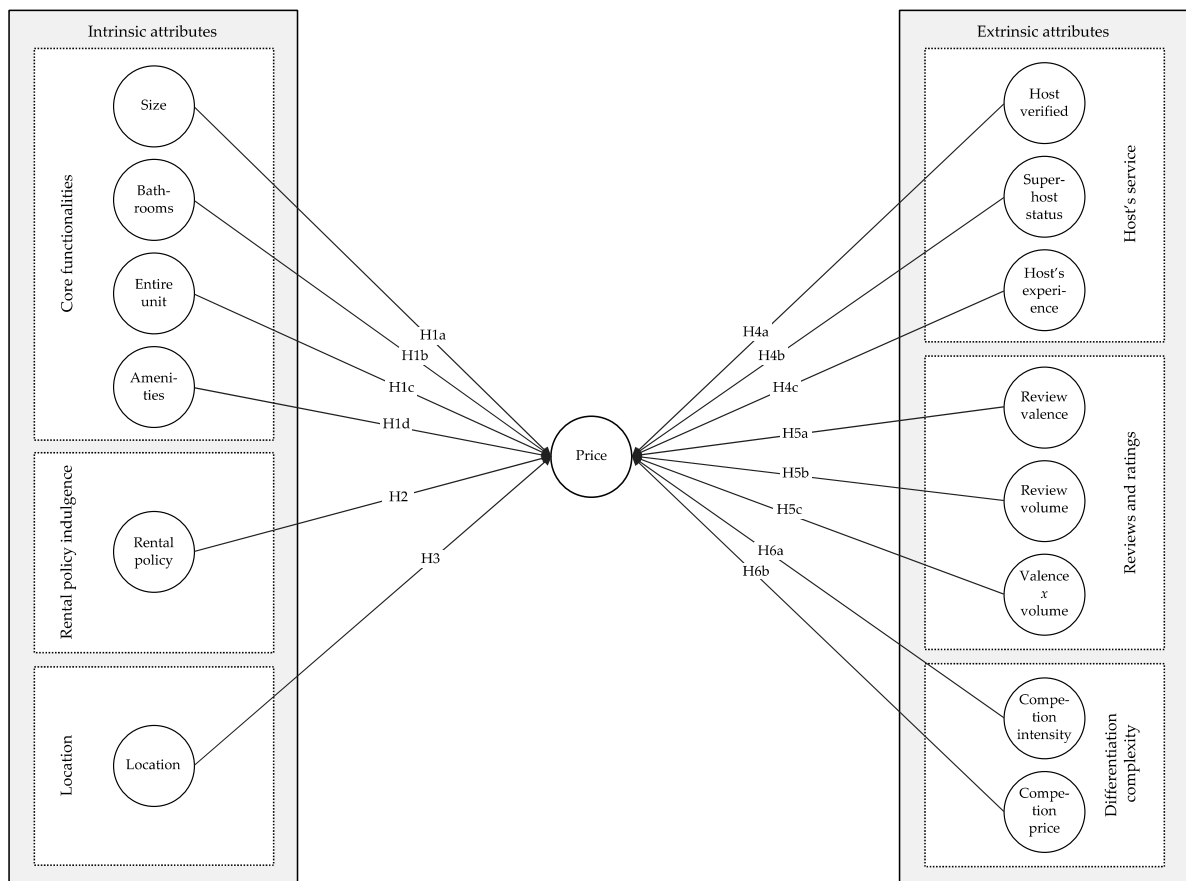 Intrinsic attributes
Core functionalities
Size
Bath-
rooms
Entire
unit
Ameni-
ties
Rental policy indulgence
Rental
policy
Location
Location
H1a
H1b
H1c
H1d
H2
H3
Price
H4a
H4b
H4c
H5a
H5b
H5c
H6a
H6b
Extrinsic attributes
Host
verified
Super-
host
status
Host's
experi-
ence
Host's service
Review
valence
Review
volume
Valence
x
volume
Reviews and ratings
Compe-
tion
intensity
Compe-
tion
price
Differentiation
complexity